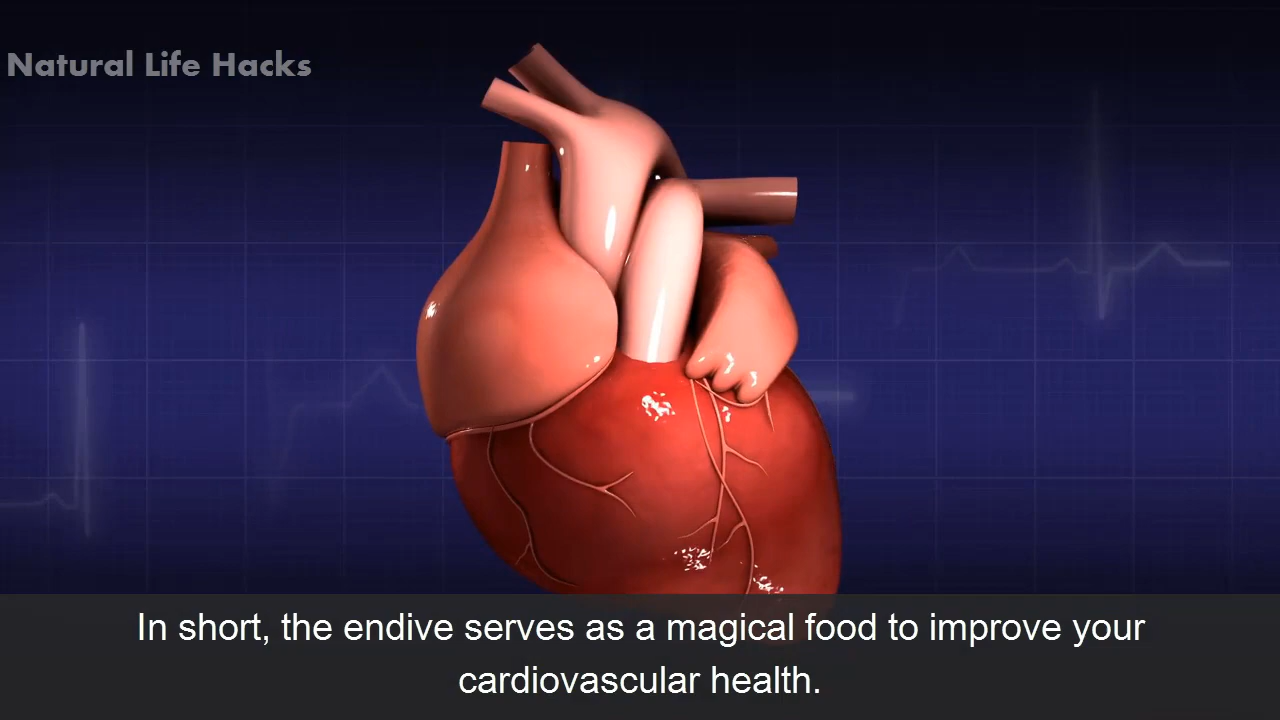 Natural Life Hacks
In short, the endive serves as a magical food to improve your
cardiovascular health.